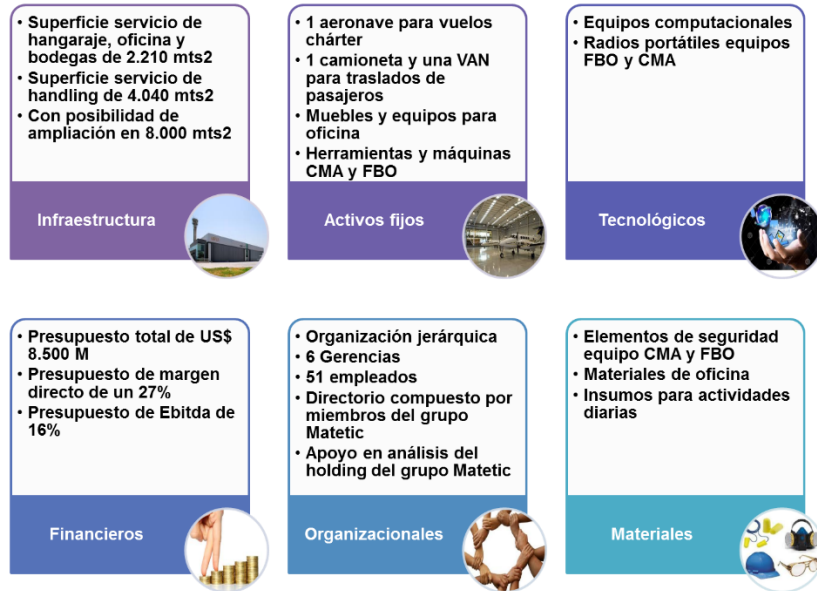 • Superficie servicio de
hangaraje, oficina y
bodegas de 2.210 mts2
• Superficie servicio de
handling de 4.040 mts2
• Con posibilidad de
ampliación en 8.000 mts2
Infraestructura
• 1 aeronave para vuelos
chárter
• 1 camioneta y una VAN
para traslados de
pasajeros
• Muebles y equipos para
oficina
• Herramientas y máquinas
CMA y FBO
Activos fijos
• Equipos computacionales
• Radios portátiles equipos
FBO y CMA
Tecnológicos
• Presupuesto total de US$
8.500 M
• Presupuesto de margen
directo de un 27%
• Presupuesto de Ebitda de
16%
Financieros
• Organización jerárquica
• 6 Gerencias
• 51 empleados
• Directorio compuesto por
miembros del grupo
Matetic
• Apoyo en análisis del
holding del grupo Matetic
Organizacionales
• Elementos de seguridad
equipo CMA y FBO
• Materiales de oficina
• Insumos para actividades
diarias
Materiales